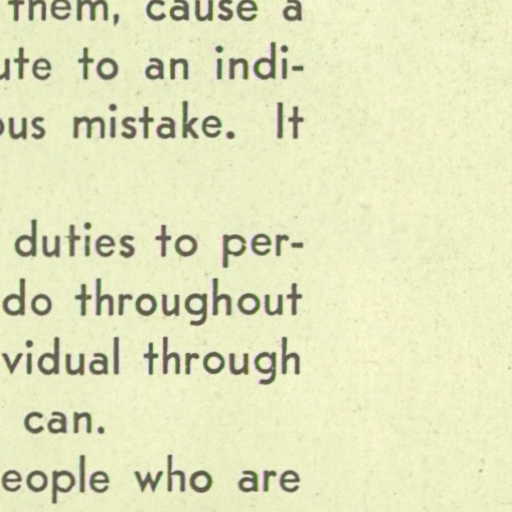 them, cause a
ute to an indi-
ous mistake. It
duties to per-
do throughout
vidual through
can.
eople who are